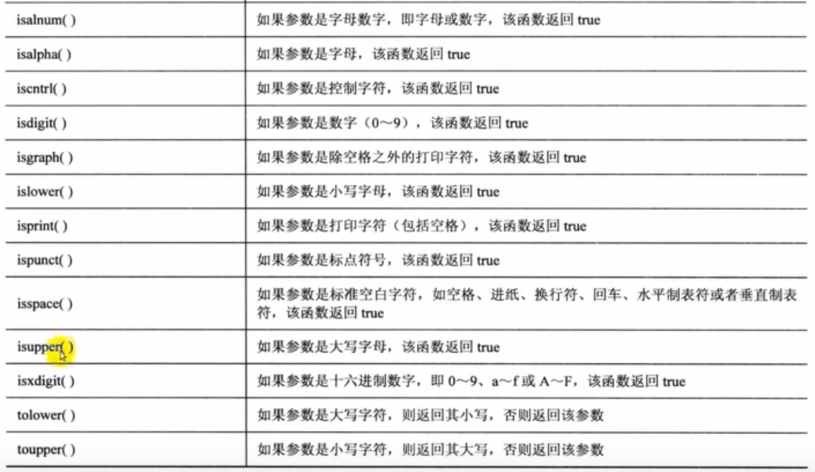 isalnum( ) 如果参数是字母数字，即字母或数字，该函数返回 true
isalpha( ) 如果参数是字母，该函数返回 true
iscntrl( ) 如果参数是控制字符，该函数返回 true
isdigit( ) 如果参数是数字（0～9），该函数返回 true
isgraph( ) 如果参数是除空格之外的打印字符，该函数返回 true
islower( ) 如果参数是小写字母，该函数返回 true
isprint( ) 如果参数是打印字符（包括空格），该函数返回 true
ispunct( ) 如果参数是标点符号，该函数返回 true
isspace( ) 如果参数是标准空白字符，如空格、进纸、换行符、回车、水平制表符或者垂直制表
符，该函数返回 true
isupper( ) 如果参数是大写字母，该函数返回 true
isxdigit( ) 如果参数是十六进制数字，即 0～9、a～f 或 A～F，该函数返回 true
tolower( ) 如果参数是大写字符，则返回其小写，否则返回该参数
toupper( ) 如果参数是小写字符，则返回其大写，否则返回该参数